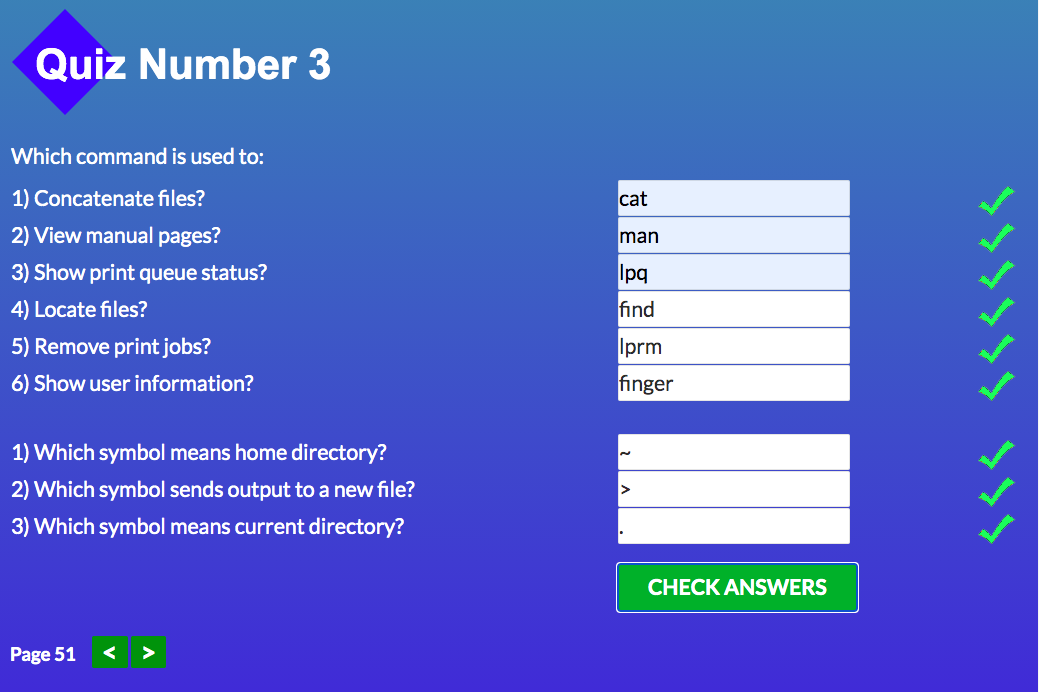 Quiz Number 3
Which command is used to:
1) Concatenate files? cat
2) View manual pages? man
3) Show print queue status? lpq
4) Locate files? find
5) Remove print jobs? lprm
6) Show user information? finger
1) Which symbol means home directory? ~
2) Which symbol sends output to a new file? >
3) Which symbol means current directory? .
CHECK ANSWERS
Page 51 < >